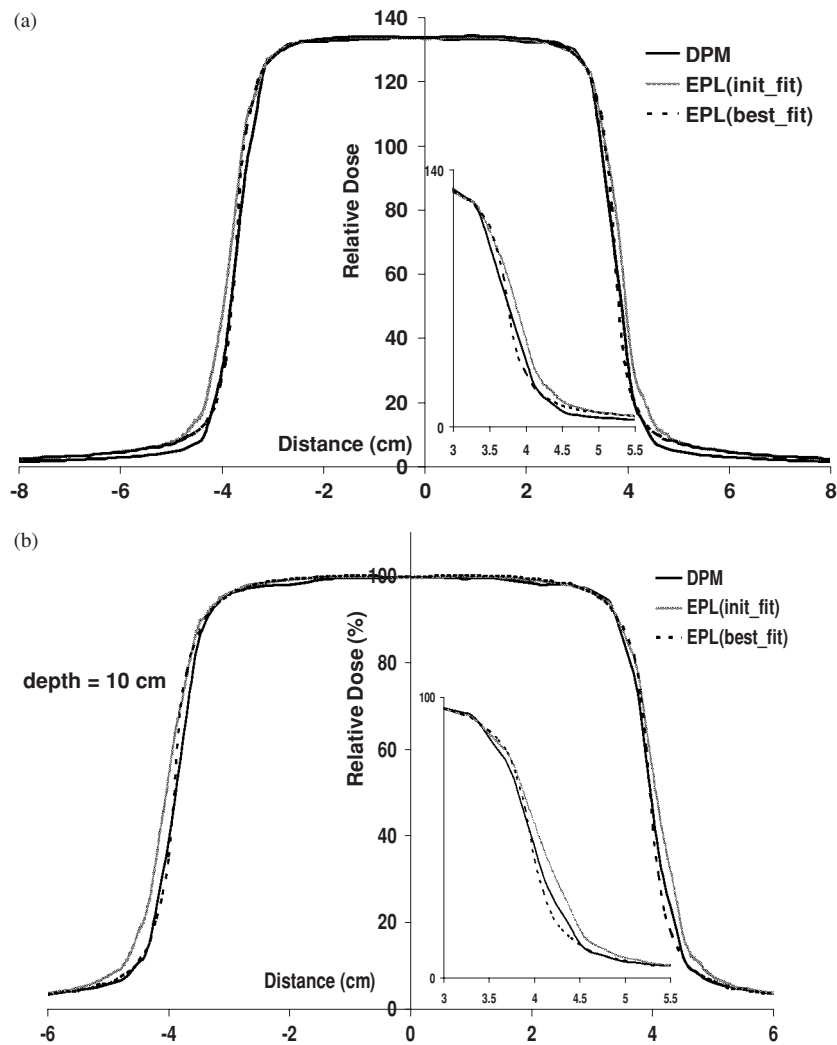 (a)
140
120
100
80
60
40
20
0
Relative Dose
DPM
EPL(init_fit)
EPL(best_fit)
140
0
3 3.5 4 4.5 5 5.5
Distance (cm)
-8 -6 -4 -2 0 2 4 6 8
(b)
100
80
60
40
20
0
Relative Dose (%)
DPM
EPL(init_fit)
EPL(best_fit)
depth = 10 cm
100
0
3 3.5 4 4.5 5 5.5
Distance (cm)
-6 -4 -2 0 2 4 6